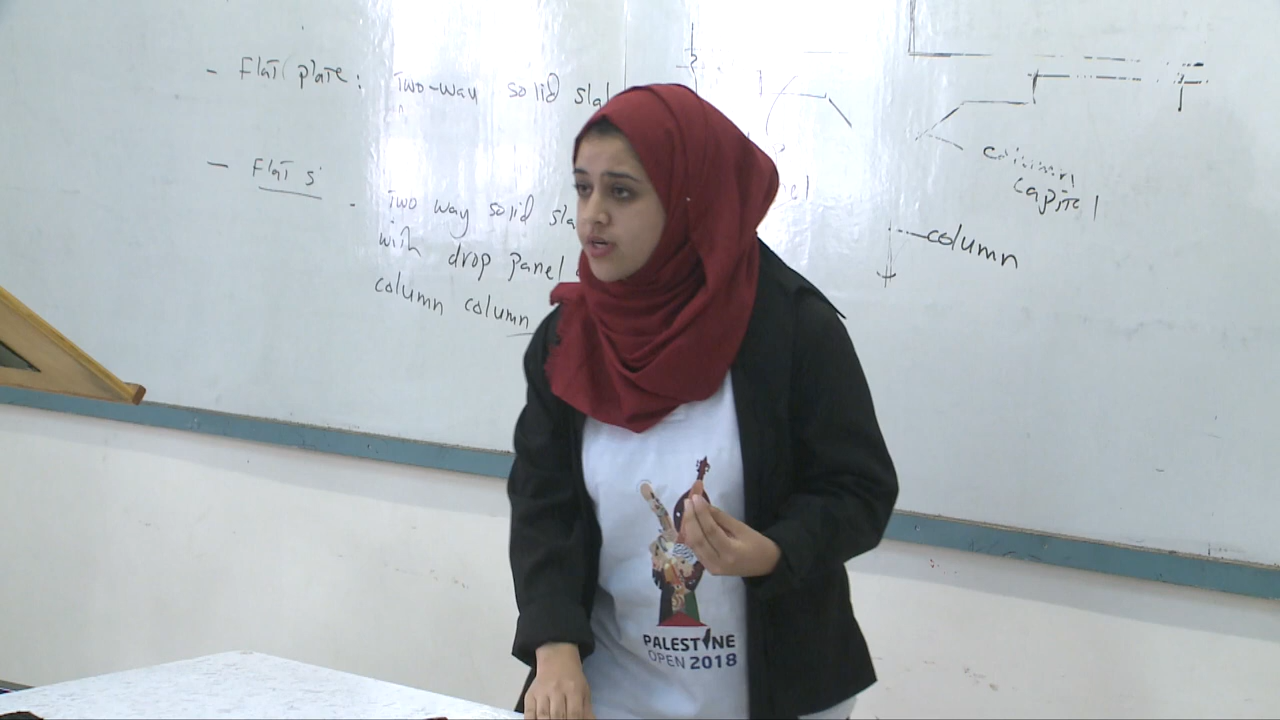 - Flat plate: Two-way solid slab
- Flat s
Two way solid sla
with drop panel
column column
column
capital
column
PALESTINE
OPEN 2018